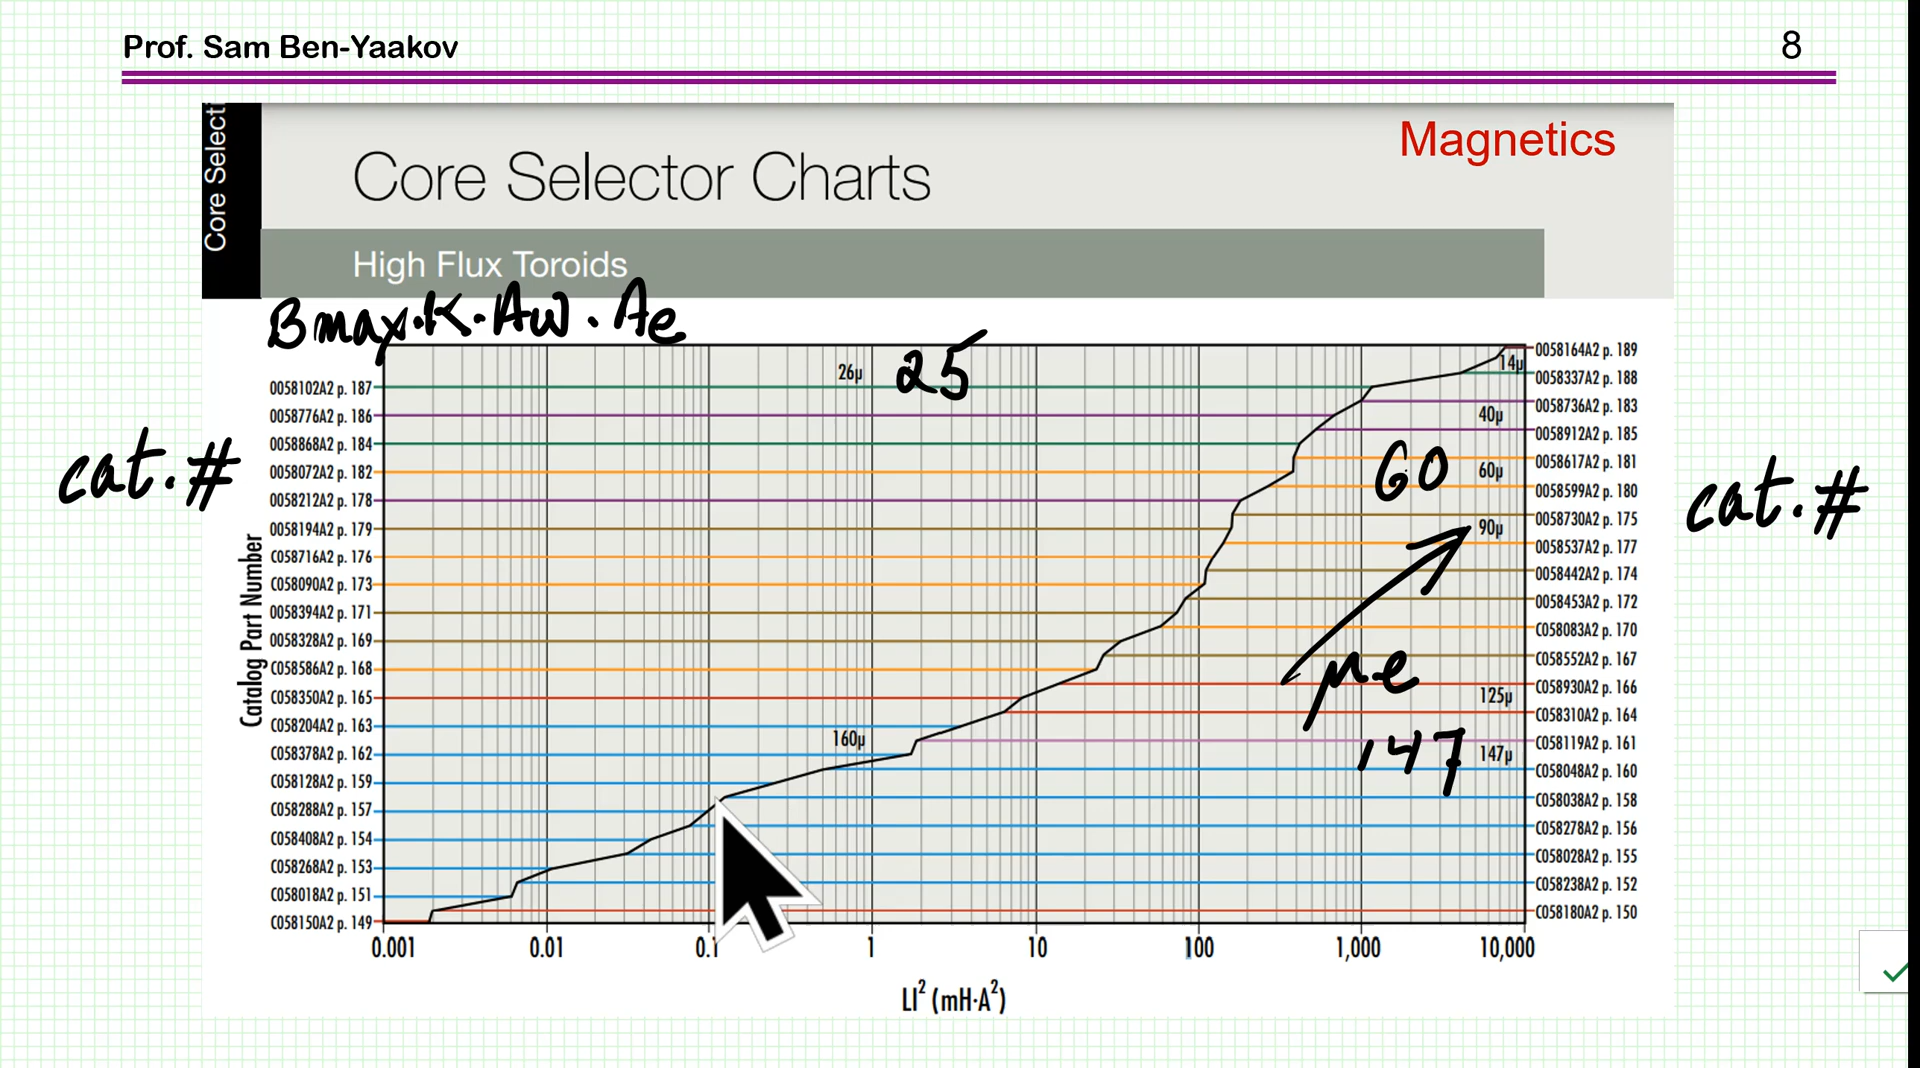 Prof. Sam Ben-Yaakov
8
Core Select
Magnetics
Core Selector Charts
High Flux Toroids
Bmax·K·Aw·Ae
25
26µ
14µ
40µ
60µ
60
90µ
µe
125µ
160µ
147µ
147
cat.#
cat.#
Catalog Part Number
0058102A2 p. 187
0058776A2 p. 186
0058868A2 p. 184
0058072A2 p. 182
0058212A2 p. 178
0058194A2 p. 179
C058716A2 p. 176
C058090A2 p. 173
C058394A2 p. 171
C058328A2 p. 169
C058586A2 p. 168
C058350A2 p. 165
C058204A2 p. 163
C058378A2 p. 162
C058128A2 p. 159
C058288A2 p. 157
C058408A2 p. 154
C058268A2 p. 153
C058018A2 p. 151
C058150A2 p. 149
0058164A2 p. 189
0058337A2 p. 188
0058736A2 p. 183
0058912A2 p. 185
0058617A2 p. 181
0058599A2 p. 180
0058730A2 p. 175
0058537A2 p. 177
0058442A2 p. 174
C058453A2 p. 172
C058083A2 p. 170
C058552A2 p. 167
C058930A2 p. 166
C058310A2 p. 164
C058119A2 p. 161
C058048A2 p. 160
C058038A2 p. 158
C058278A2 p. 156
C058028A2 p. 155
C058238A2 p. 152
C058180A2 p. 150
0.001 0.01 0.1 1 10 100 1,000 10,000
LI² (mH·A²)